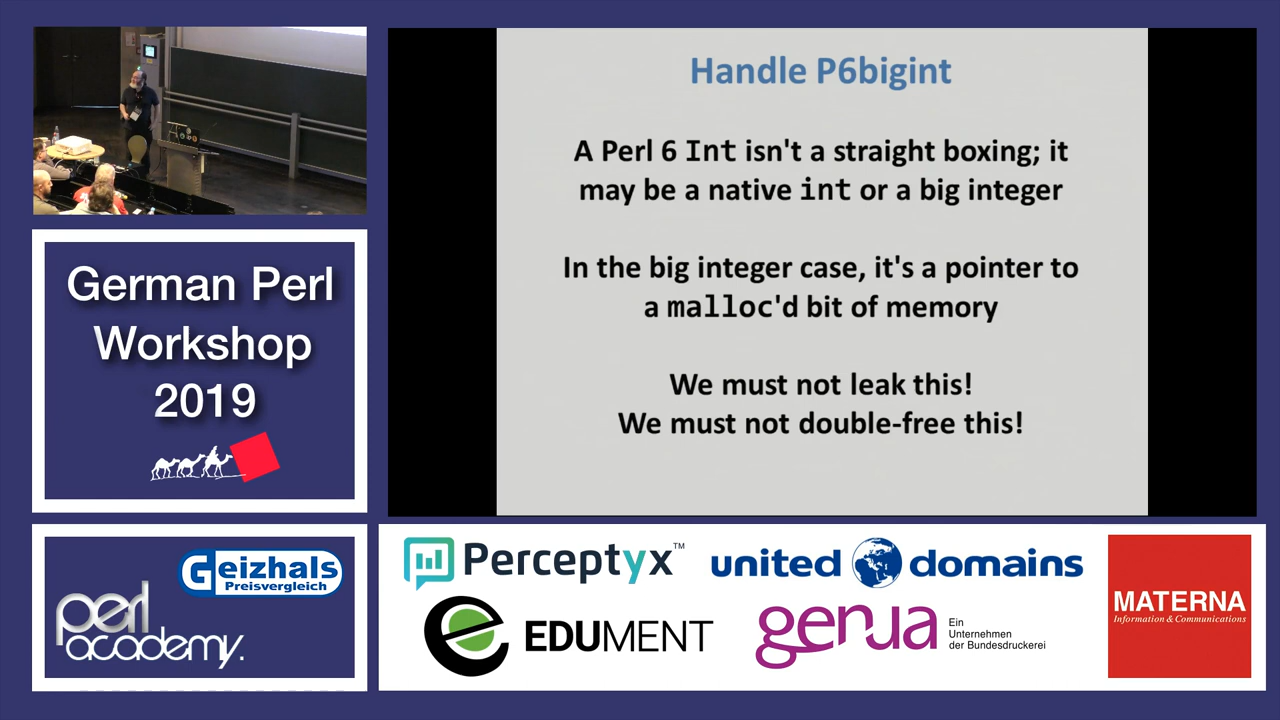 Handle P6bigint
A Perl 6 Int isn't a straight boxing; it
may be a native int or a big integer
In the big integer case, it's a pointer to
a malloc'd bit of memory
We must not leak this!
We must not double-free this!
German Perl
Workshop
2019
Geizhals
Preisvergleich
perl
academy.
Perceptyx™
united domains
EDUMENT
genua
Ein
Unternehmen
der Bundesdruckerei
MATERNA
Information & Communications